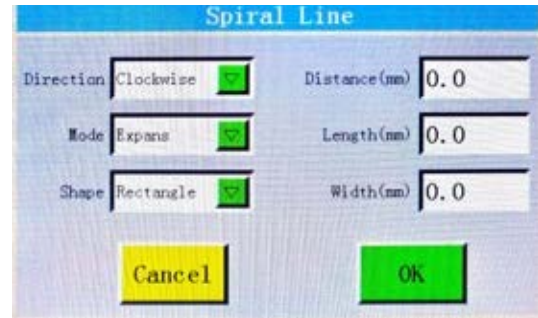 Spiral Line
Direction Clockwise Distance(mm) 0.0
Mode Expans Length(mm) 0.0
Shape Rectangle Width(mm) 0.0
Cancel OK